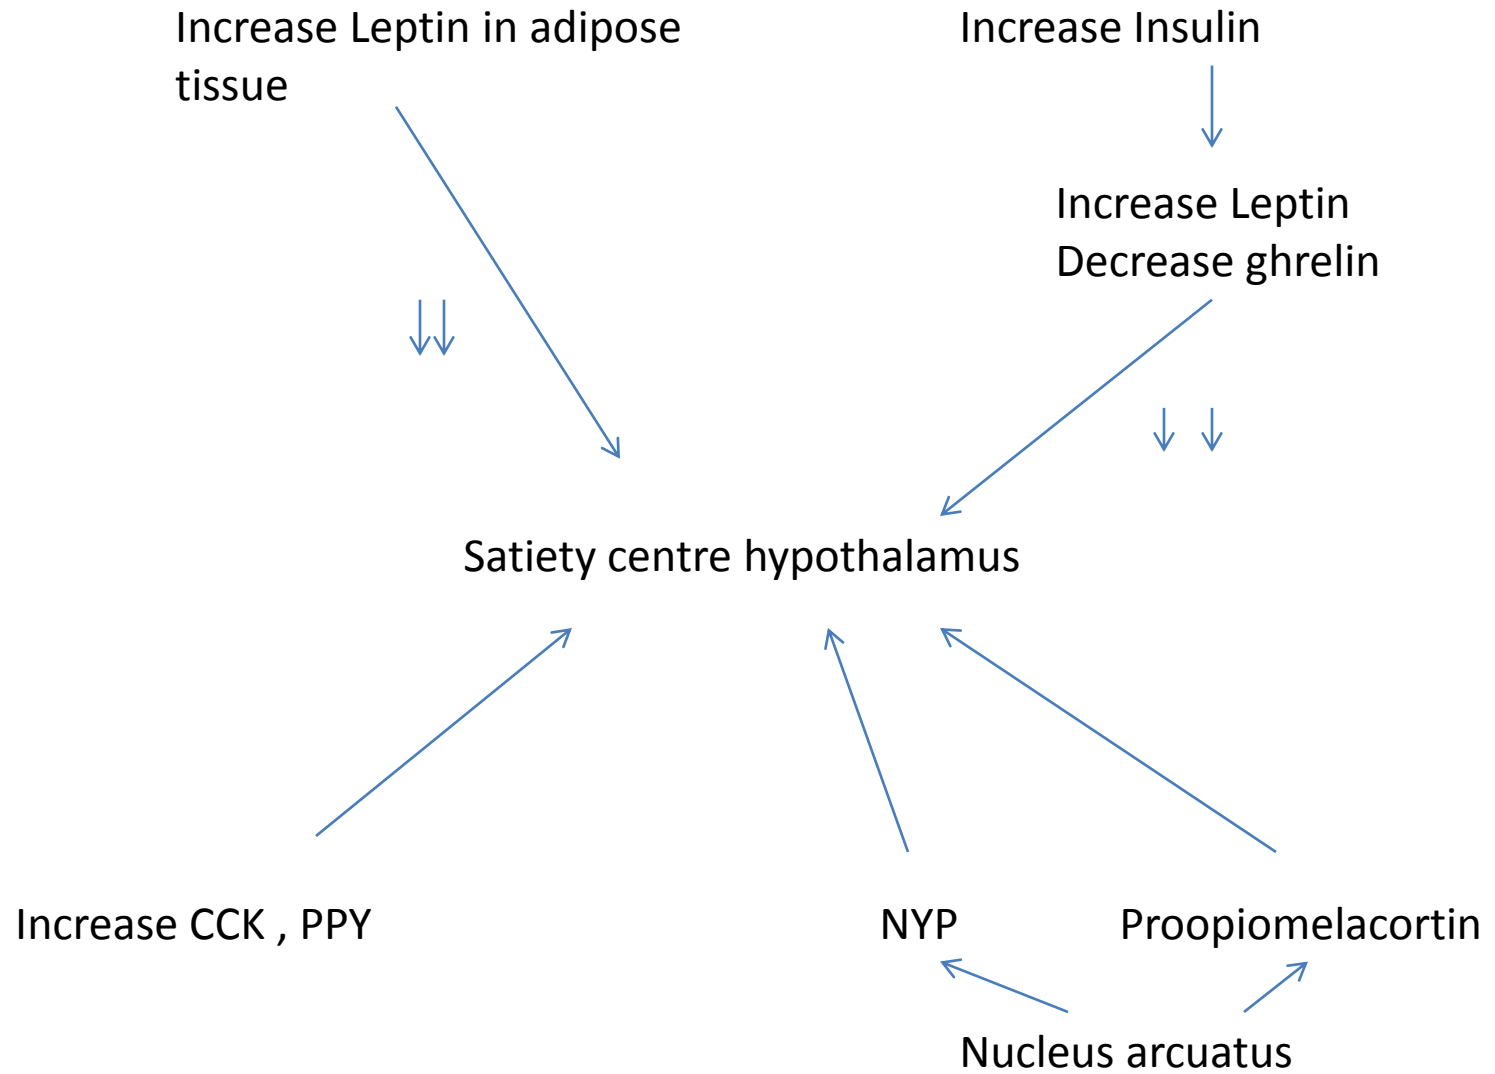 Increase Leptin in adipose
tissue
Increase Insulin
Increase Leptin
Decrease ghrelin
Satiety centre hypothalamus
Increase CCK , PPY
NYP
Proopiomelacortin
Nucleus arcuatus